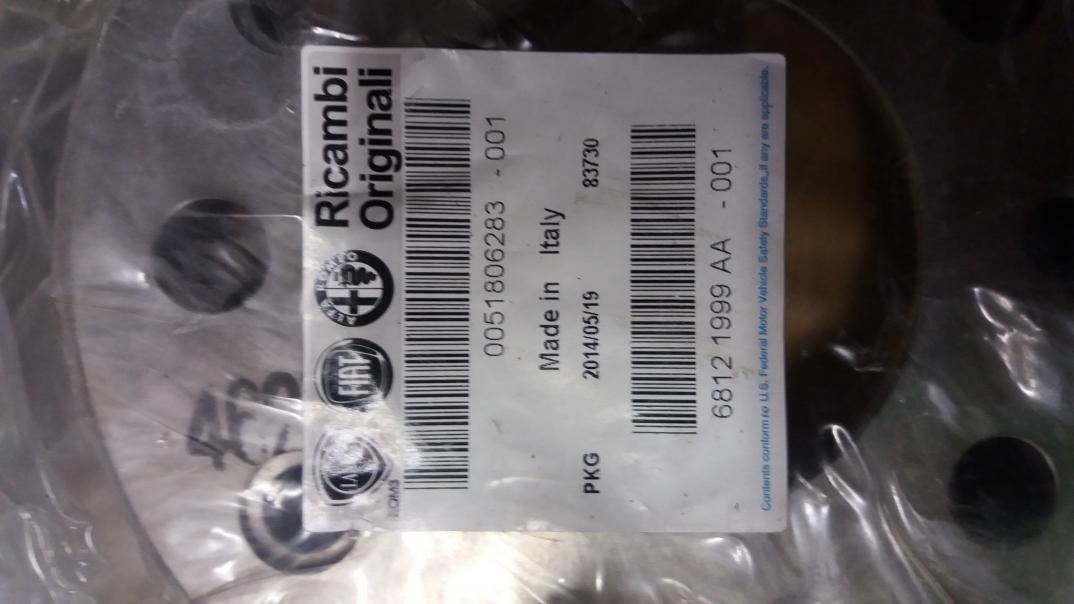 Ricambi
Originali
FIAT
0051806283 - 001
Made in Italy
PKG 2014/05/19 83730
6812 1999 AA - 001
Contents conform to U.S. Federal Motor Vehicle Safety Standards, if any are applicable.